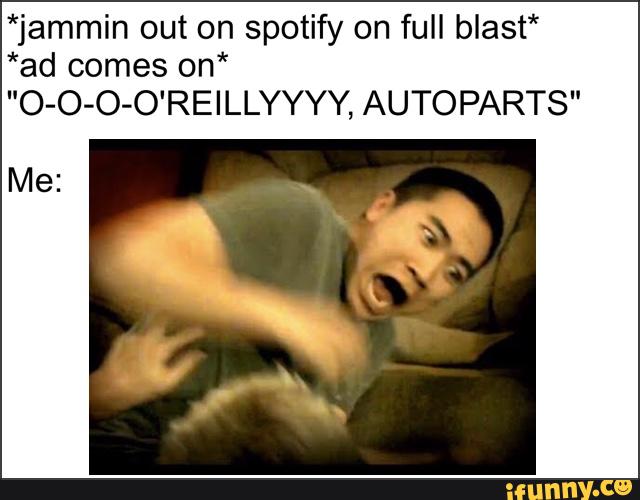 *jammin out on spotify on full blast*
*ad comes on*
"O-O-O-O'REILLYYYY, AUTOPARTS"
Me:
ifunny.co